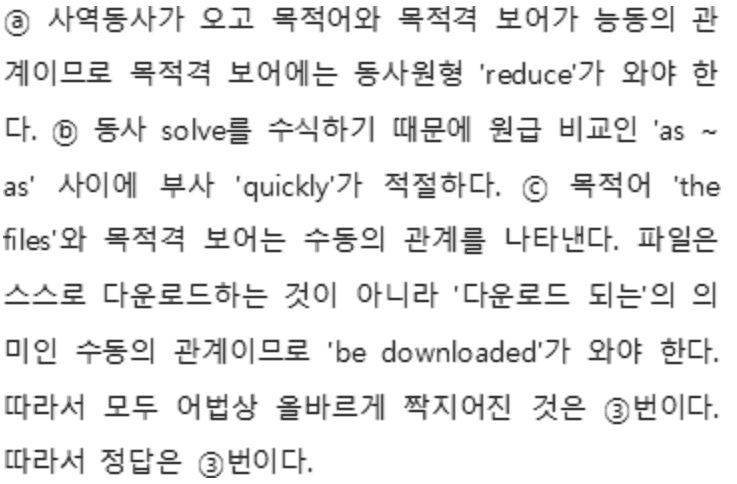 ⓐ 사역동사가 오고 목적어와 목적격 보어가 능동의 관
계이므로 목적격 보어에는 동사원형 'reduce'가 와야 한
다. ⓑ 동사 solve를 수식하기 때문에 원급 비교인 'as ~
as' 사이에 부사 'quickly'가 적절하다. ⓒ 목적어 'the
files'와 목적격 보어는 수동의 관계를 나타낸다. 파일은
스스로 다운로드하는 것이 아니라 '다운로드 되는'의 의
미인 수동의 관계이므로 'be downloaded'가 와야 한다.
따라서 모두 어법상 올바르게 짝지어진 것은 ③번이다.
따라서 정답은 ③번이다.